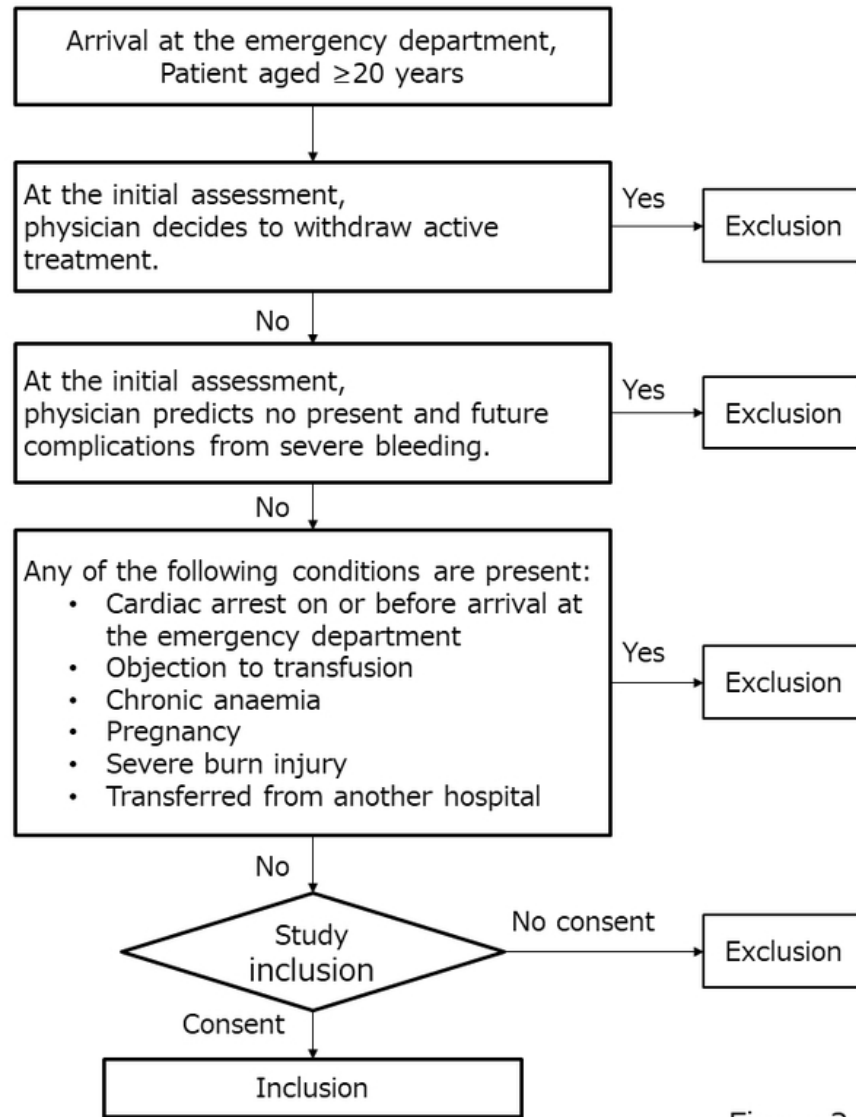 Arrival at the emergency department,
Patient aged ≥20 years
At the initial assessment,
physician decides to withdraw active
treatment.
Yes
Exclusion
No
At the initial assessment,
physician predicts no present and future
complications from severe bleeding.
Yes
Exclusion
No
Any of the following conditions are present:
• Cardiac arrest on or before arrival at
the emergency department
• Objection to transfusion
• Chronic anaemia
• Pregnancy
• Severe burn injury
• Transferred from another hospital
Yes
Exclusion
No
Study
inclusion
No consent
Exclusion
Consent
Inclusion